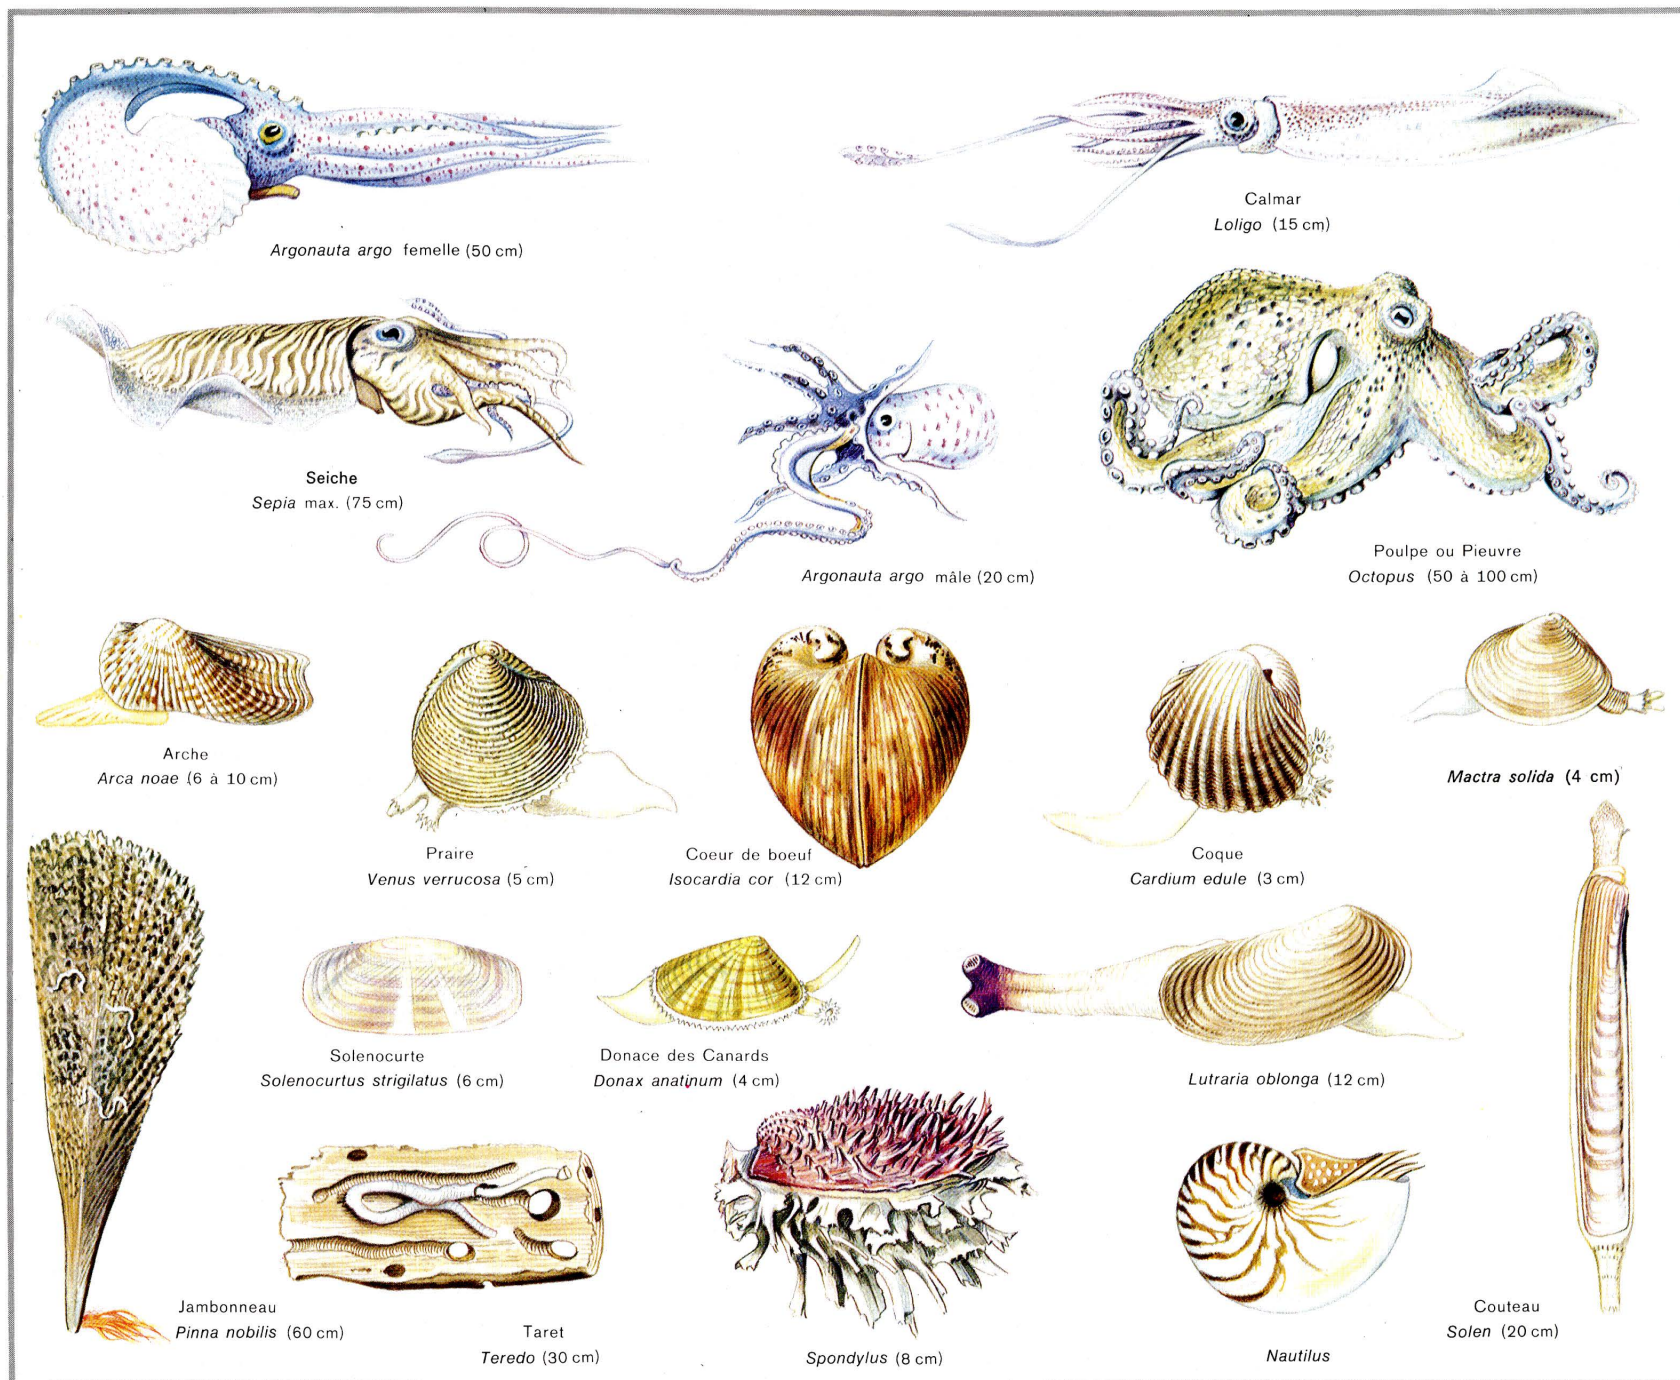 Argonauta argo femelle (50 cm)
Calmar
Loligo (15 cm)
Seiche
Sepia max. (75 cm)
Argonauta argo mâle (20 cm)
Poulpe ou Pieuvre
Octopus (50 à 100 cm)
Arche
Arca noae (6 à 10 cm)
Praire
Venus verrucosa (5 cm)
Coeur de boeuf
Isocardia cor (12 cm)
Coque
Cardium edule (3 cm)
Mactra solida (4 cm)
Solenocurte
Solenocurtus strigilatus (6 cm)
Donace des Canards
Donax anatinum (4 cm)
Lutraria oblonga (12 cm)
Jambonneau
Pinna nobilis (60 cm)
Taret
Teredo (30 cm)
Spondylus (8 cm)
Nautilus
Couteau
Solen (20 cm)